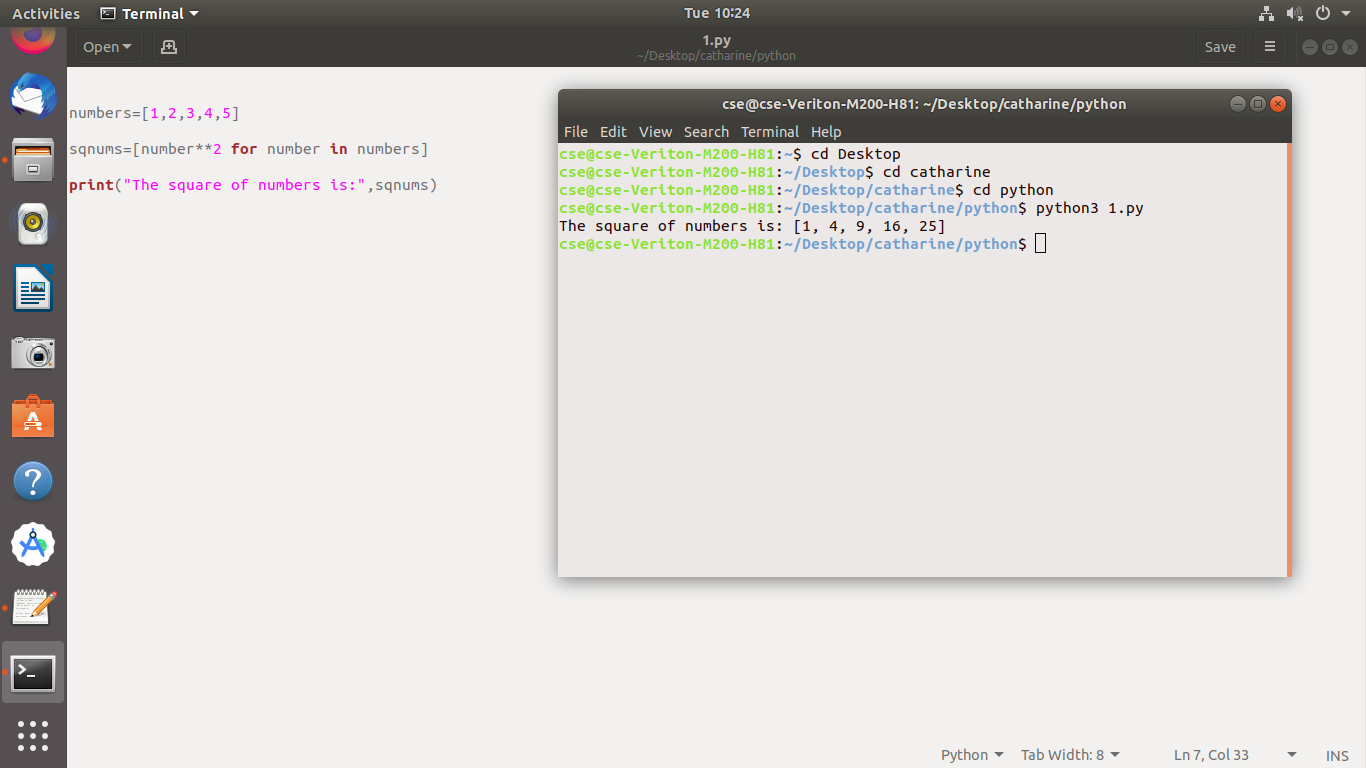 Activities Terminal Tue 10:24
Open 1.py Save
~/Desktop/catharine/python
numbers=[1,2,3,4,5]
sqnums=[number**2 for number in numbers]
print("The square of numbers is:",sqnums)
cse@cse-Veriton-M200-H81: ~/Desktop/catharine/python
File Edit View Search Terminal Help
cse@cse-Veriton-M200-H81:~$ cd Desktop
cse@cse-Veriton-M200-H81:~/Desktop$ cd catharine
cse@cse-Veriton-M200-H81:~/Desktop/catharine$ cd python
cse@cse-Veriton-M200-H81:~/Desktop/catharine/python$ python3 1.py
The square of numbers is: [1, 4, 9, 16, 25]
cse@cse-Veriton-M200-H81:~/Desktop/catharine/python$
Python Tab Width: 8 Ln 7, Col 33 INS